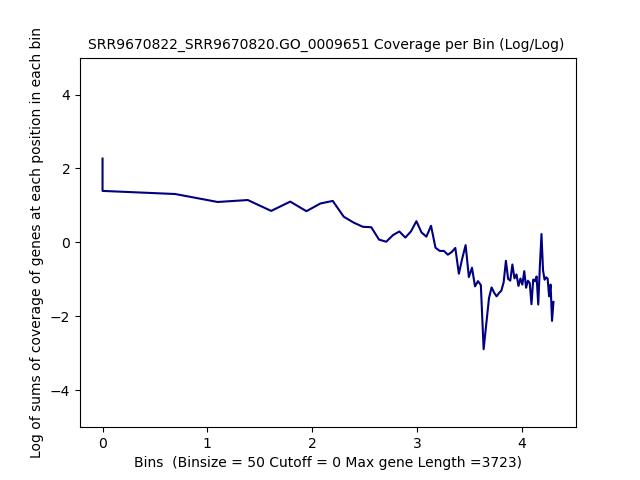 SRR9670822_SRR9670820.GO_0009651 Coverage per Bin (Log/Log)
Log of sums of coverage of genes at each position in each bin
4
2
0
−2
−4
0 1 2 3 4
Bins  (Binsize = 50 Cutoff = 0 Max gene Length =3723)